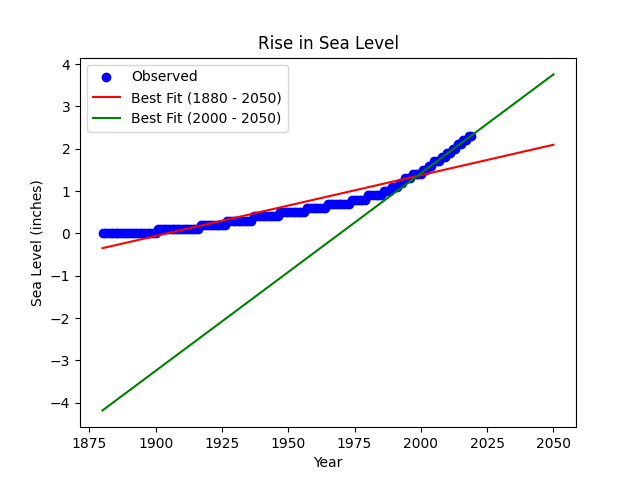 Rise in Sea Level
Observed
Best Fit (1880 - 2050)
Best Fit (2000 - 2050)
4
3
2
1
0
−1
−2
−3
−4
Sea Level (inches)
1875 1900 1925 1950 1975 2000 2025 2050
Year